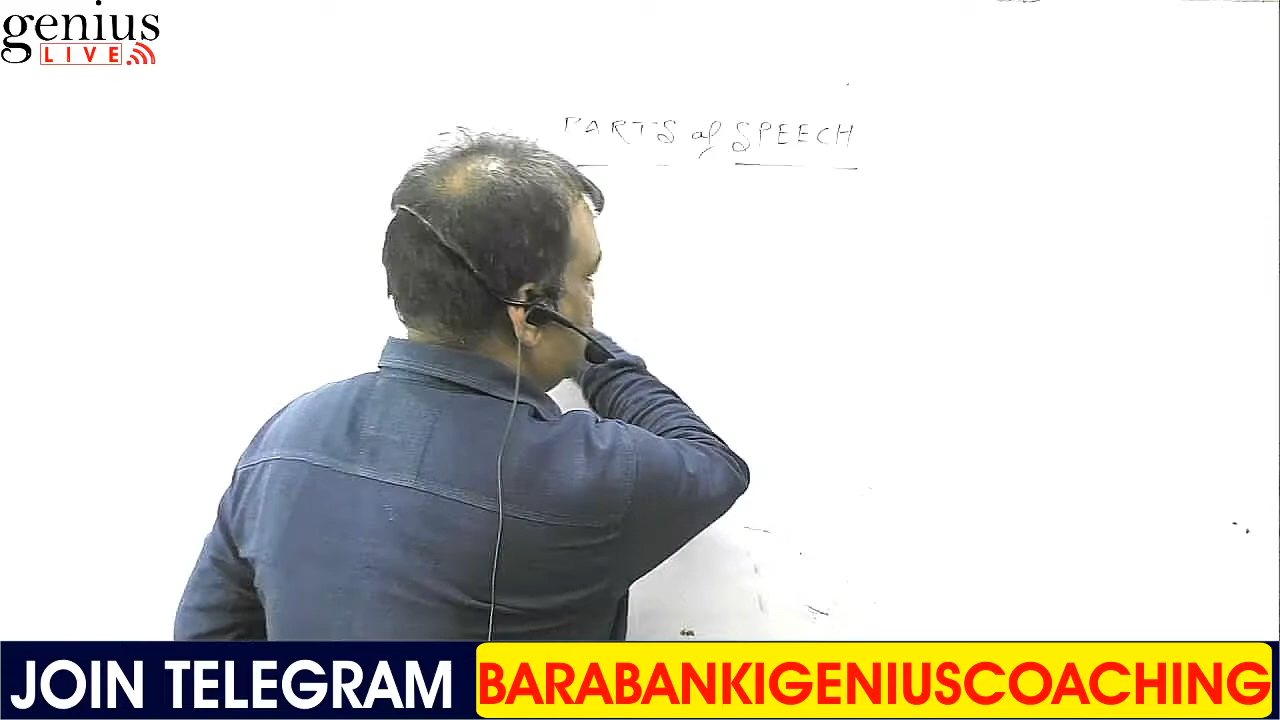 genius
LIVE
PARTS of SPEECH
JOIN TELEGRAM BARABANKIGENIUSCOACHING